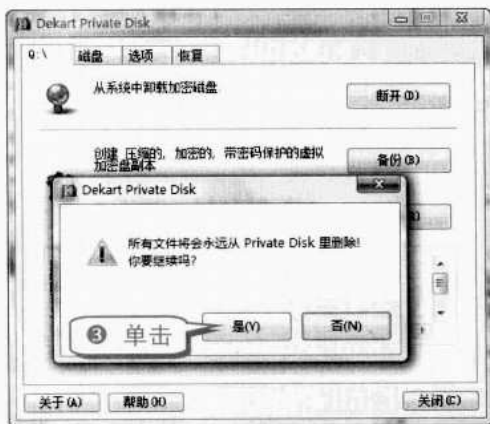 Dekart Private Disk
Q:\ 磁盘 选项 恢复
从系统中卸载加密磁盘
断开(D)
创建 压缩的, 加密的, 带密码保护的虚拟
加密盘副本
备份(B)
Dekart Private Disk
所有文件将会永远从 Private Disk 里删除!
你要继续吗?
❸ 单击
是(Y) 否(N)
关于(A) 帮助(H) 关闭(C)